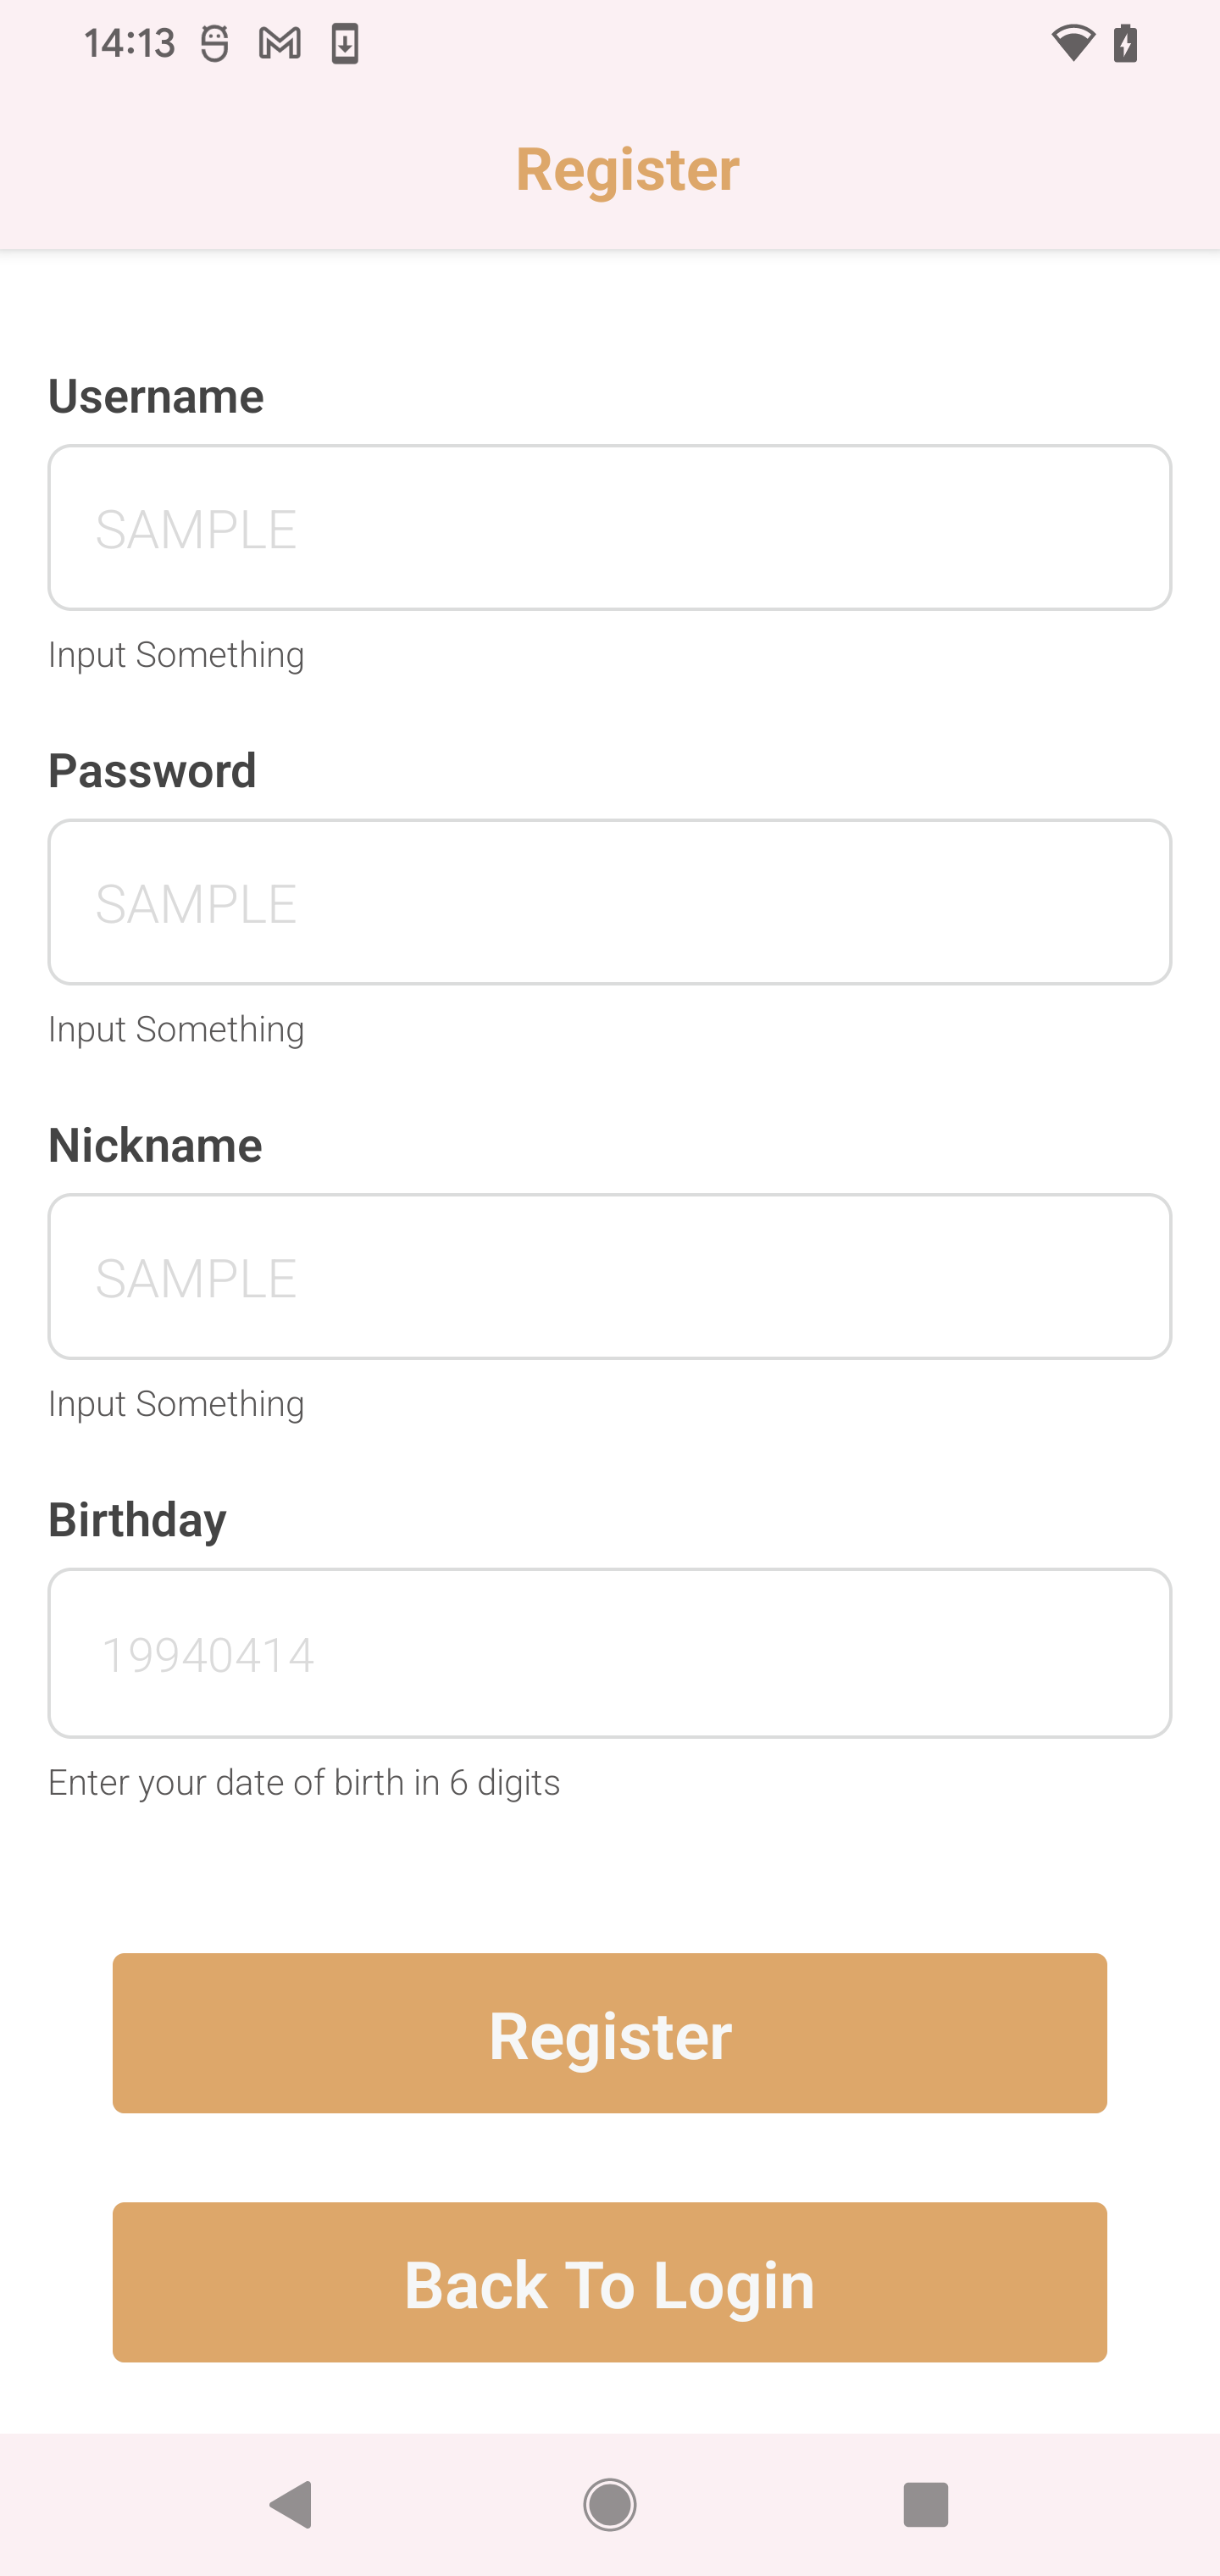 14:13
Register
Username
SAMPLE
Input Something
Password
SAMPLE
Input Something
Nickname
SAMPLE
Input Something
Birthday
19940414
Enter your date of birth in 6 digits
Register
Back To Login